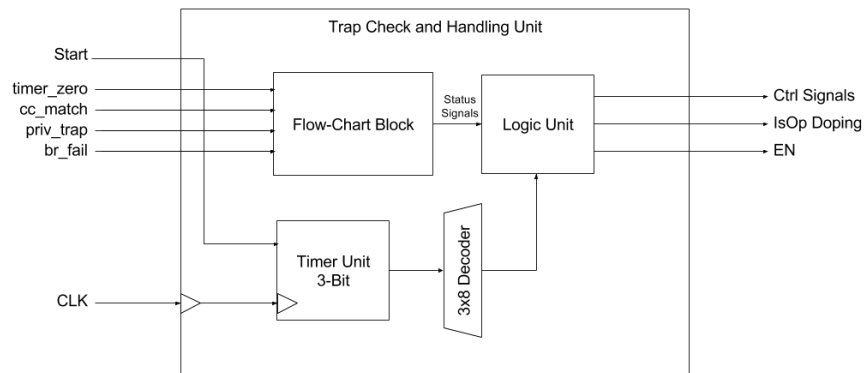 Trap Check and Handling Unit
Start
timer_zero
cc_match
priv_trap
br_fail
Flow-Chart Block
Status
Signals
Logic Unit
Ctrl Signals
IsOp Doping
EN
Timer Unit
3-Bit
3x8 Decoder
CLK